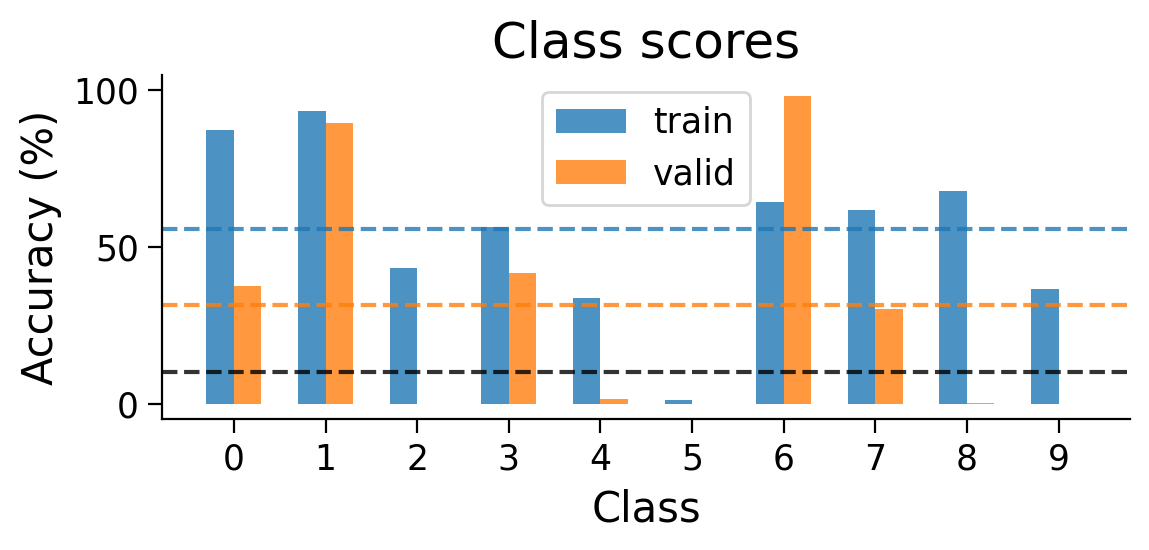 Class scores
100
50
0
Accuracy (%)
train
valid
0 1 2 3 4 5 6 7 8 9
Class